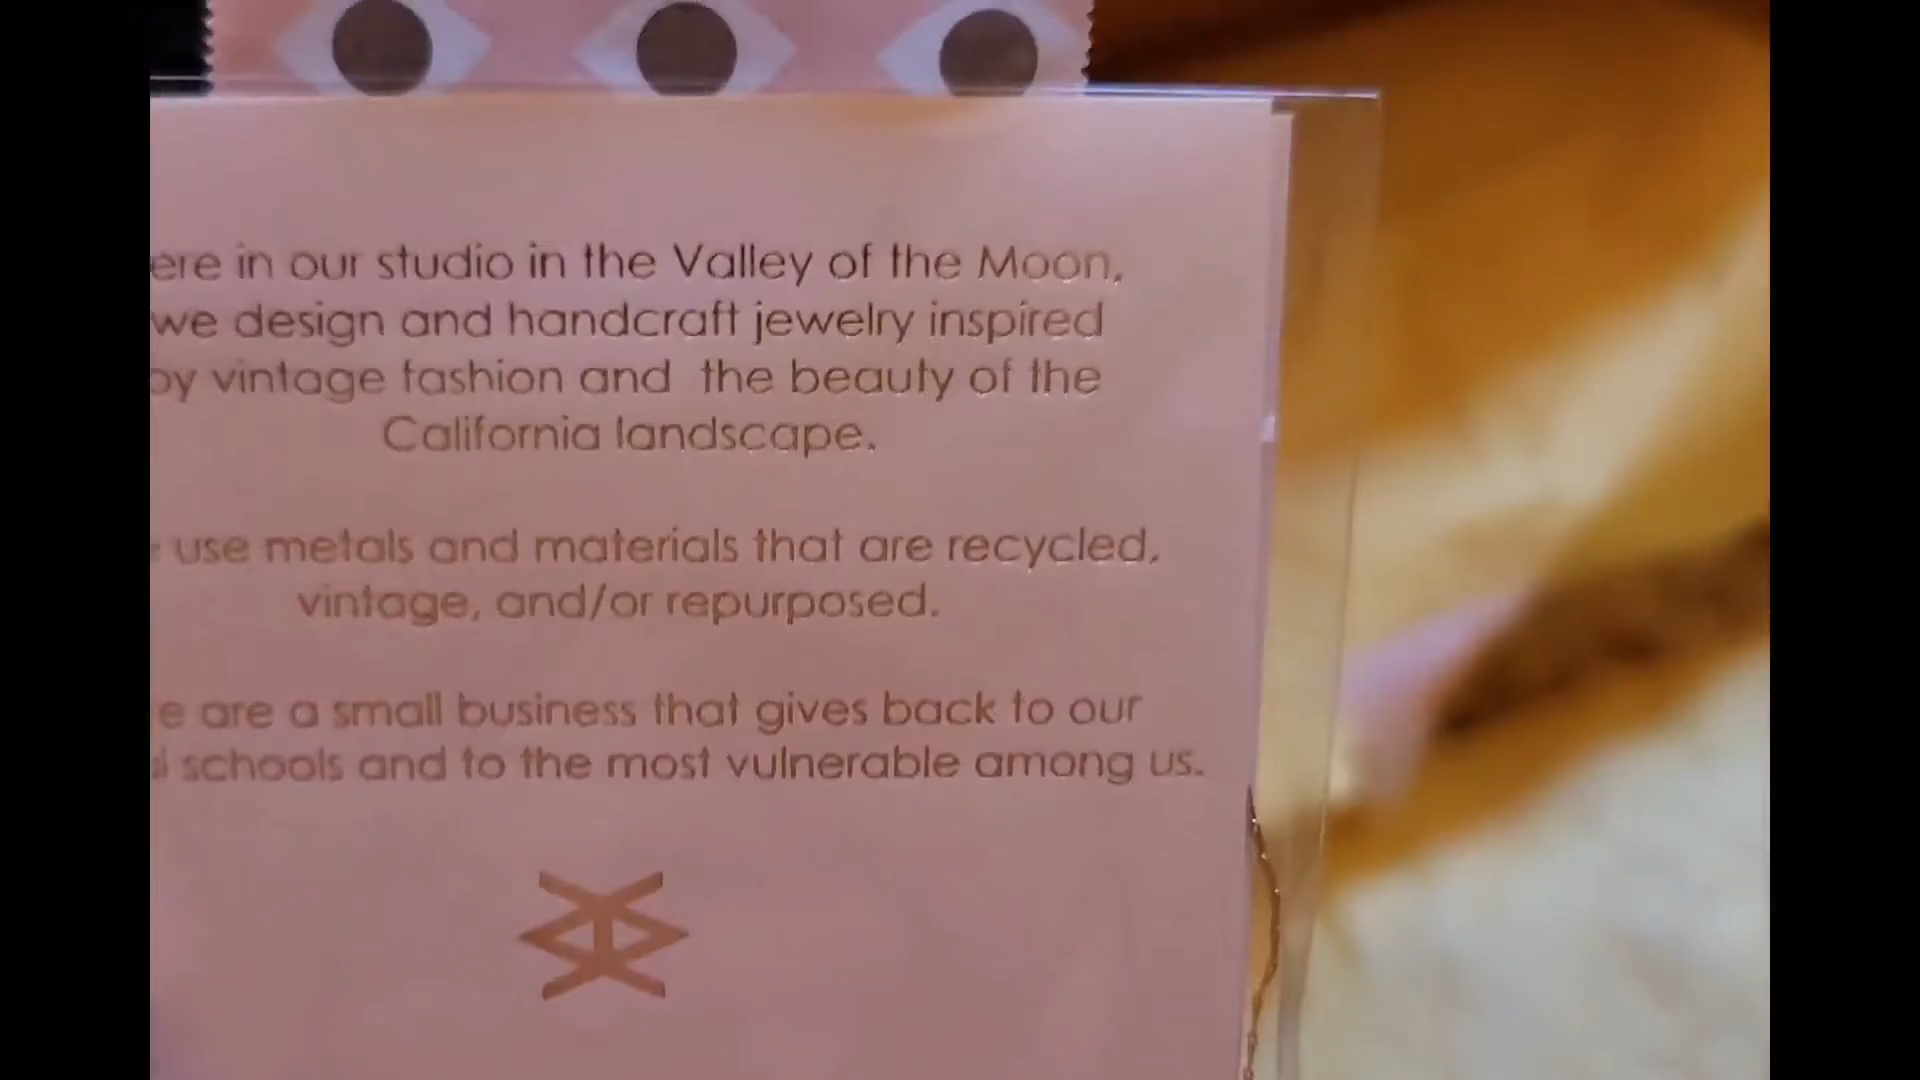 ere in our studio in the Valley of the Moon,
we design and handcraft jewelry inspired
by vintage fashion and the beauty of the
California landscape.
use metals and materials that are recycled,
vintage, and/or repurposed.
e are a small business that gives back to our
schools and to the most vulnerable among us.